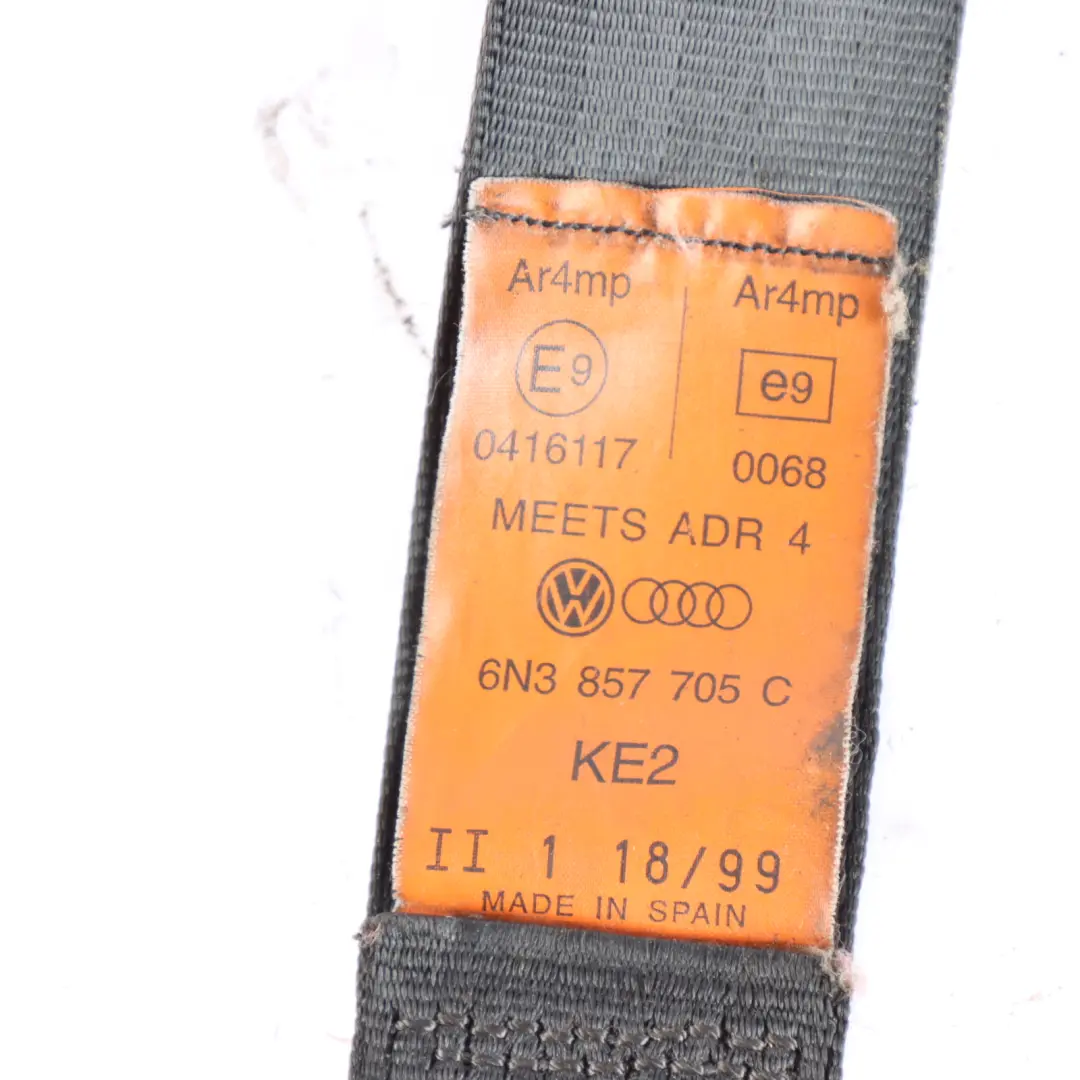 Ar4mp Ar4mp
E9 e9
0416117 0068
MEETS ADR 4
VW
6N3 857 705 C
KE2
II 1 18/99
MADE IN SPAIN